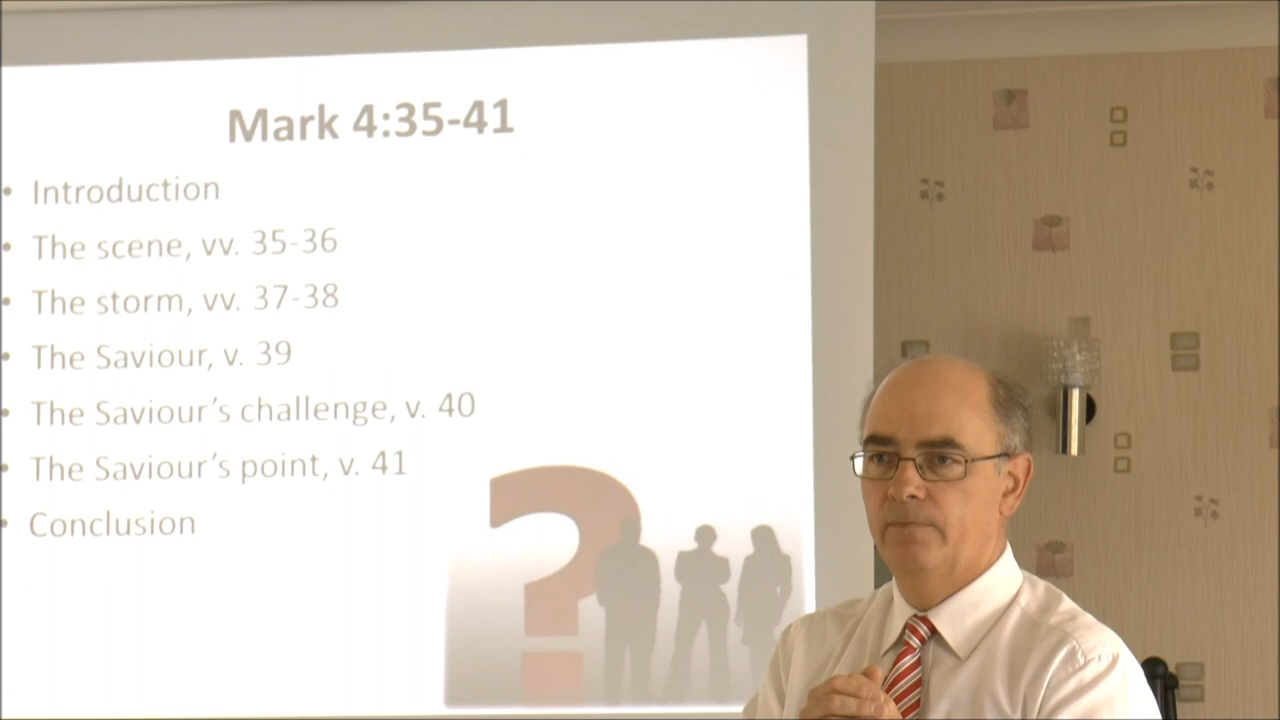 Mark 4:35-41
• Introduction
• The scene, vv. 35-36
• The storm, vv. 37-38
• The Saviour, v. 39
• The Saviour’s challenge, v. 40
• The Saviour’s point, v. 41
• Conclusion
?